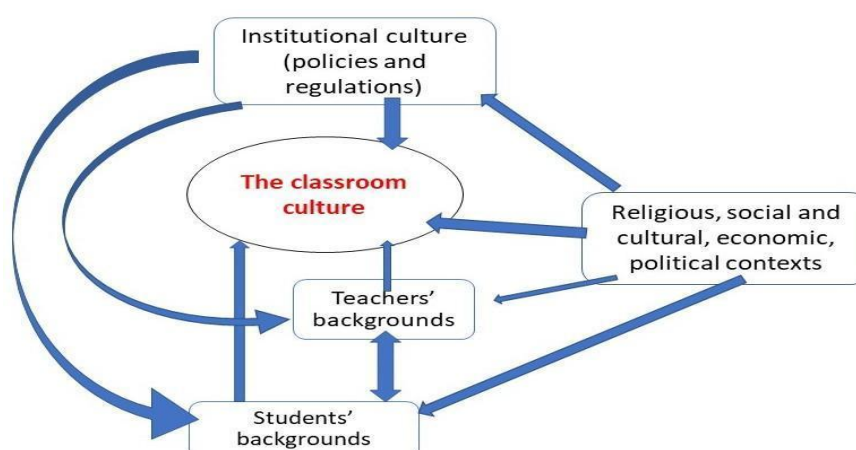 Institutional culture
(policies and
regulations)
The classroom
culture
Religious, social and
cultural, economic,
political contexts
Teachers’
backgrounds
Students’
backgrounds